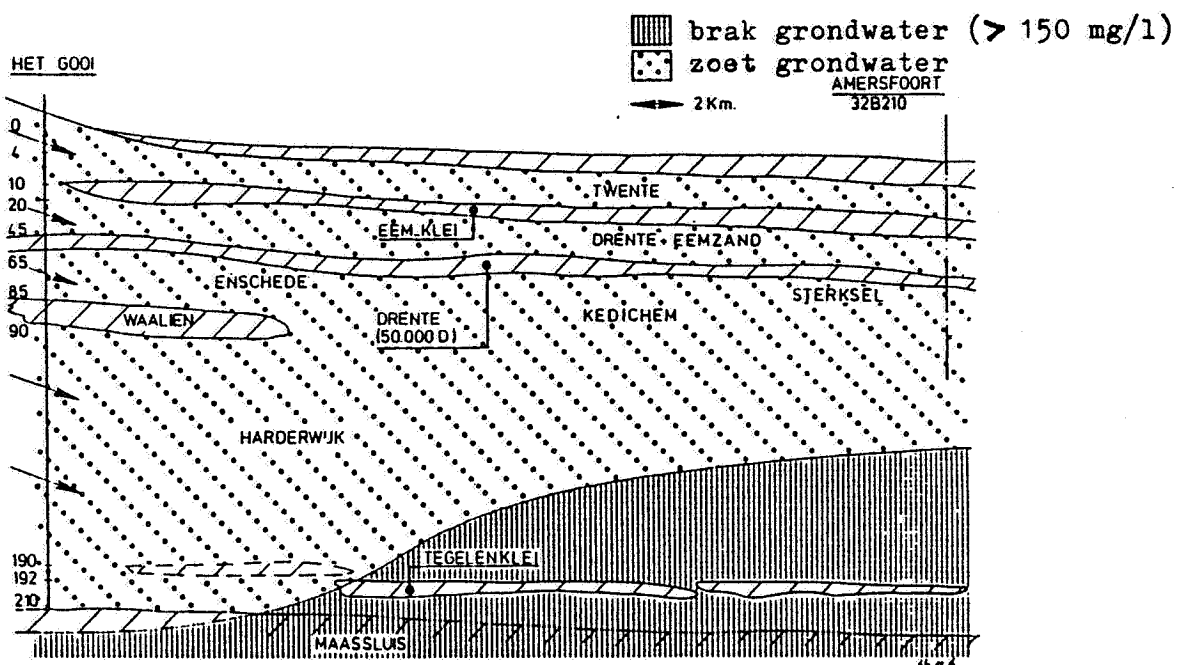 brak grondwater (> 150 mg/l)
zoet grondwater
HET GOOI
AMERSFOORT
32B210
2 Km.
0
4
10
20
45
65
85
90
190
192
210
TWENTE
EEM-KLEI
DRENTE + EEMZAND
ENSCHEDE
STERKSEL
WAALIEN
DRENTE
(50.000 D)
KEDICHEM
HARDERWIJK
TEGELENKLEI
MAASSLUIS